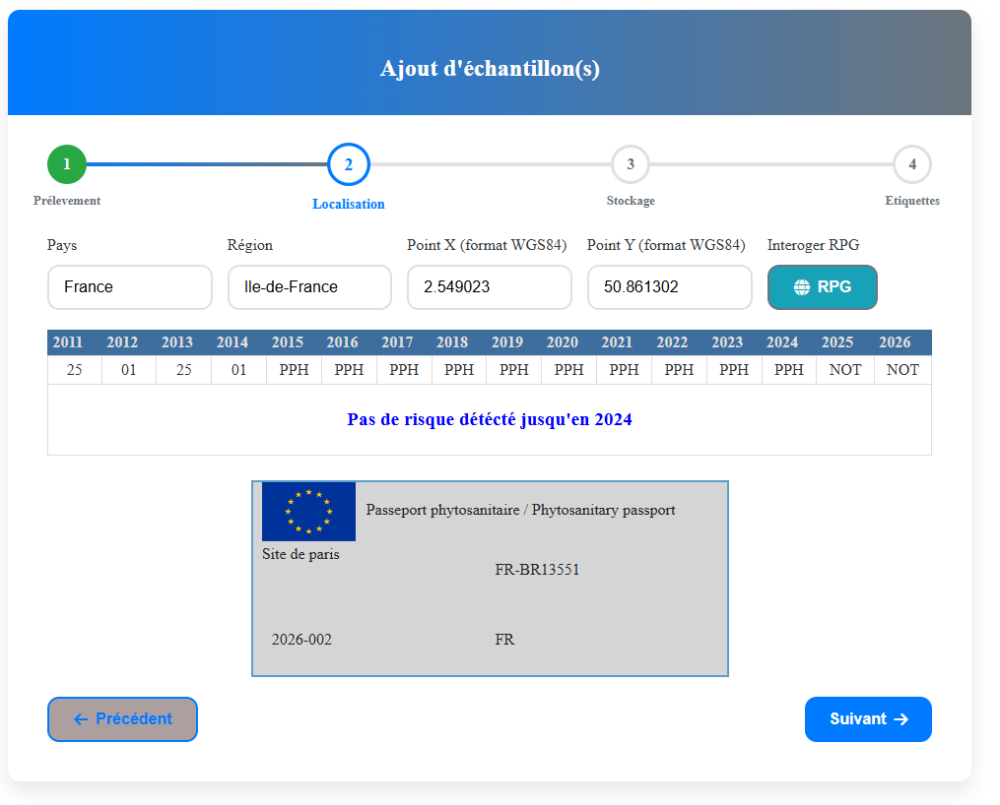 Ajout d'échantillon(s)
1 2 3 4
Prélevement Localisation Stockage Etiquettes
Pays Région Point X (format WGS84) Point Y (format WGS84) Interoger RPG
France Ile-de-France 2.549023 50.861302 RPG
2011 2012 2013 2014 2015 2016 2017 2018 2019 2020 2021 2022 2023 2024 2025 2026
25 01 25 01 PPH PPH PPH PPH PPH PPH PPH PPH PPH PPH NOT NOT
Pas de risque détécté jusqu'en 2024
Passeport phytosanitaire / Phytosanitary passport
Site de paris
FR-BR13551
2026-002 FR
← Précédent Suivant →